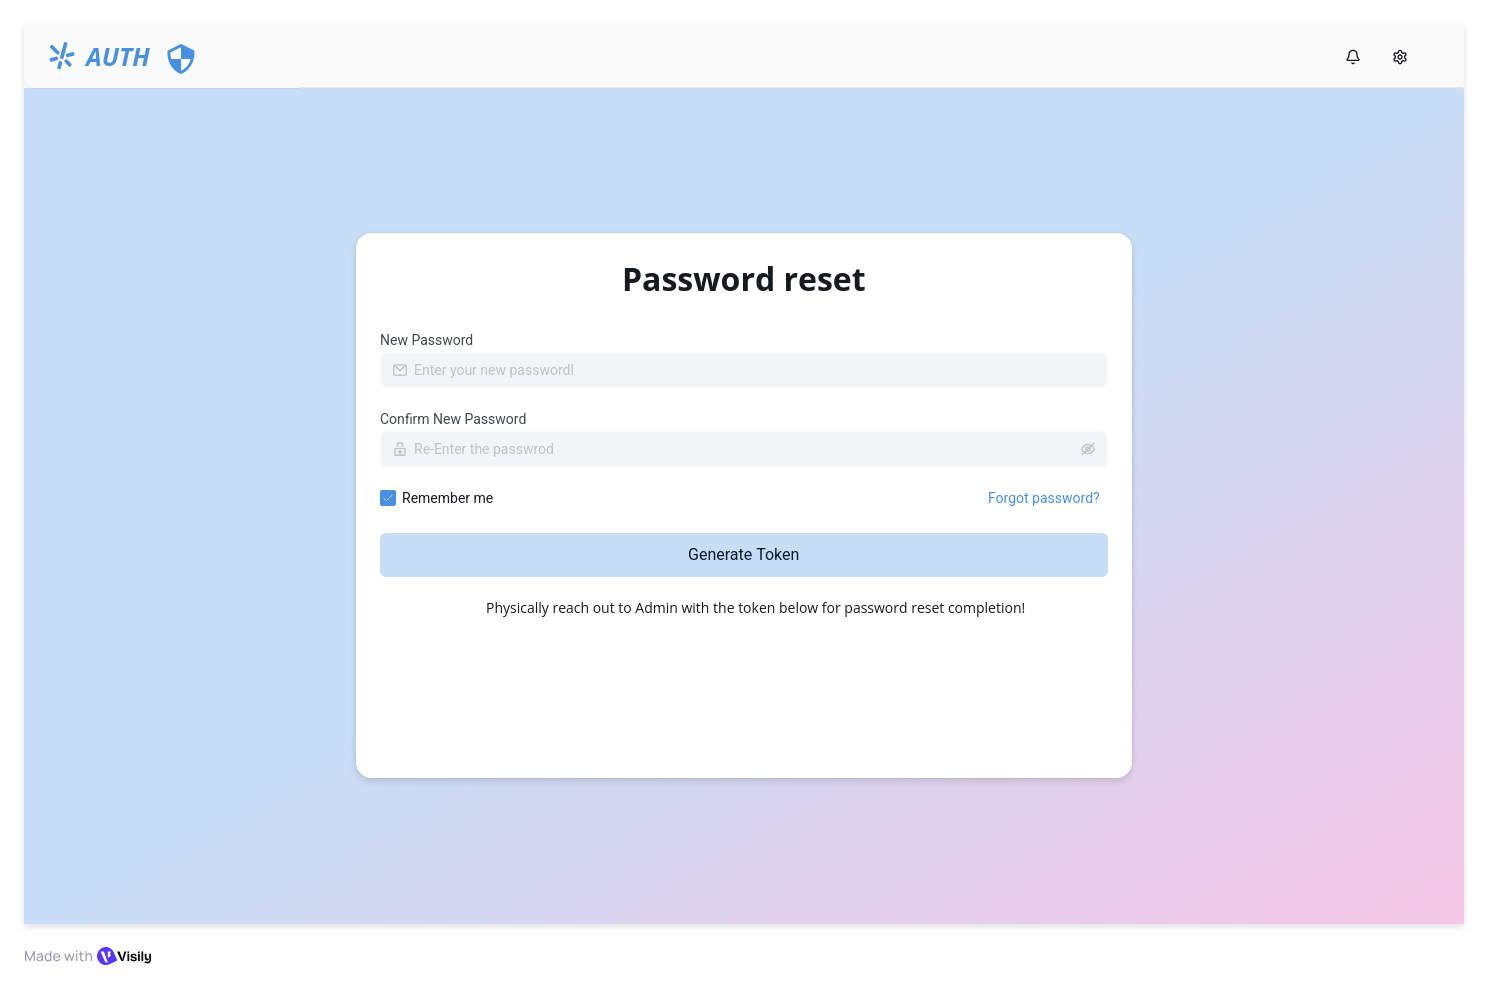 AUTH
Password reset
New Password
Enter your new passwordl
Confirm New Password
Re-Enter the passwrod
Remember me
Forgot password?
Generate Token
Physically reach out to Admin with the token below for password reset completion!
Made with Visily